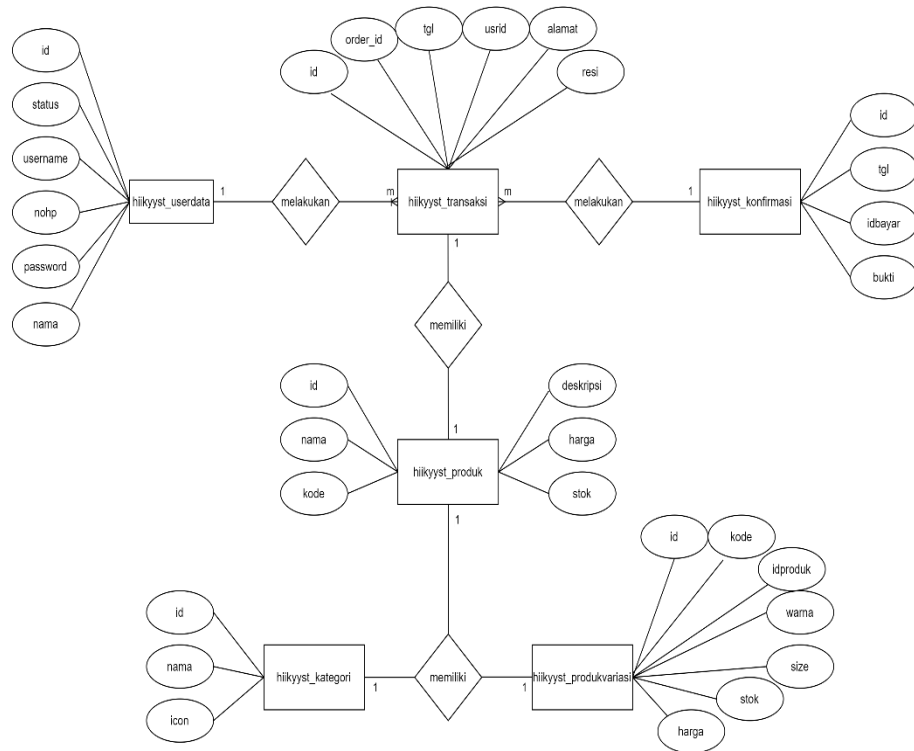 order_id
tgl
usrid
alamat
id
resi
id
status
username
nohp
password
nama
hiikyyst_userdata
1
melakukan
m
hiikyyst_transaksi
m
melakukan
1
hiikyyst_konfirmasi
id
tgl
idbayar
bukti
1
memiliki
1
id
nama
kode
hiikyyst_produk
deskripsi
harga
stok
1
id
nama
icon
hiikyyst_kategori
1
memiliki
1
hiikyyst_produkvariasi
id
kode
idproduk
warna
size
stok
harga